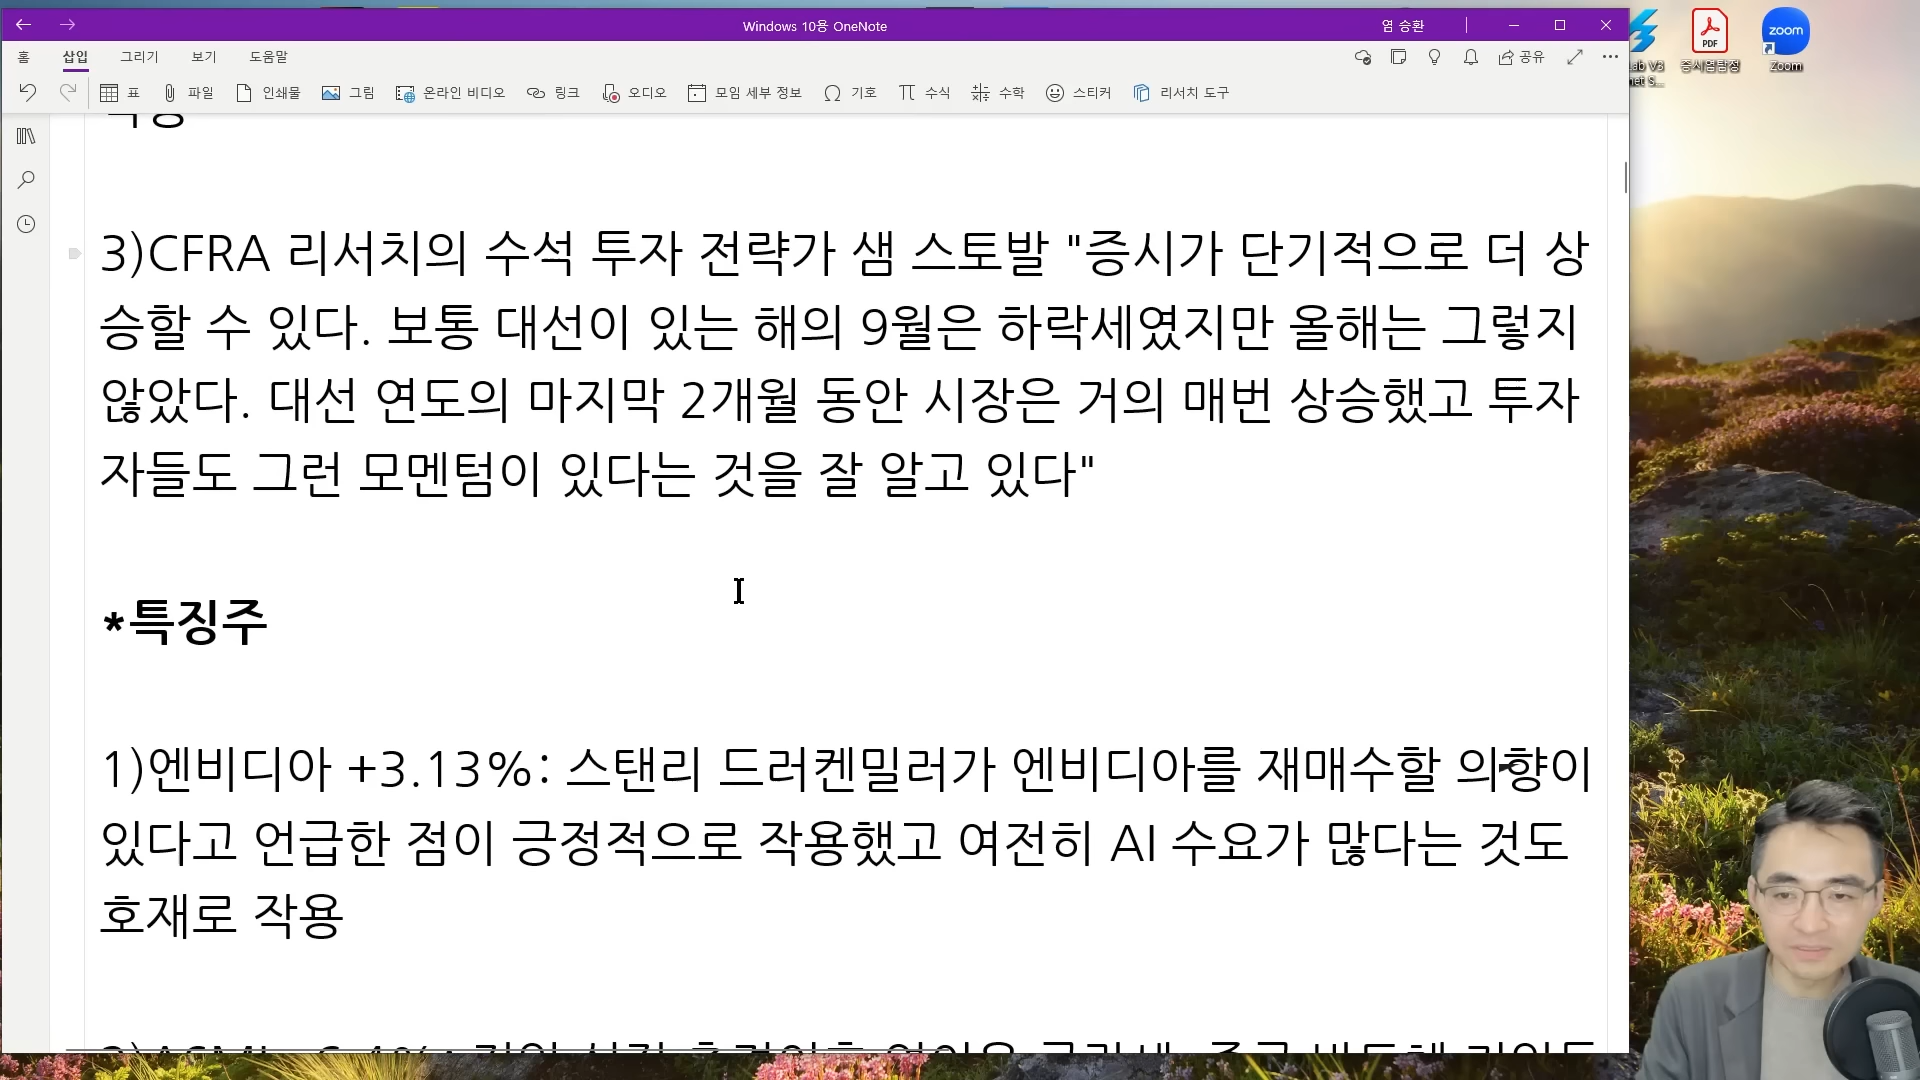 Windows 10용 OneNote
염 승환
홈 삽입 그리기 보기 도움말
공유
표 파일 인쇄물 그림 온라인 비디오 링크 오디오 모임 세부 정보 기호 수식 수학 스티커 리서치 도구
PDF
zoom
Zoom
3)CFRA 리서치의 수석 투자 전략가 샘 스토발 "증시가 단기적으로 더 상
승할 수 있다. 보통 대선이 있는 해의 9월은 하락세였지만 올해는 그렇지
않았다. 대선 연도의 마지막 2개월 동안 시장은 거의 매번 상승했고 투자
자들도 그런 모멘텀이 있다는 것을 잘 알고 있다"
*특징주
1)엔비디아 +3.13%: 스탠리 드러켄밀러가 엔비디아를 재매수할 의향이
있다고 언급한 점이 긍정적으로 작용했고 여전히 AI 수요가 많다는 것도
호재로 작용